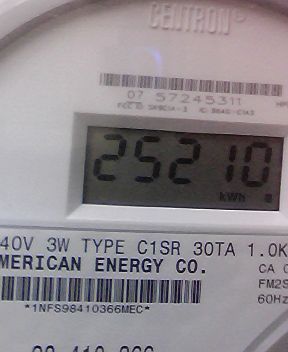 CENTRON®
07 57245311
25210
kWh
40V 3W TYPE C1SR 30TA 1.0K
MERICAN ENERGY CO.
CA 0
FM2S
60Hz
*1NFS98410366MEC*